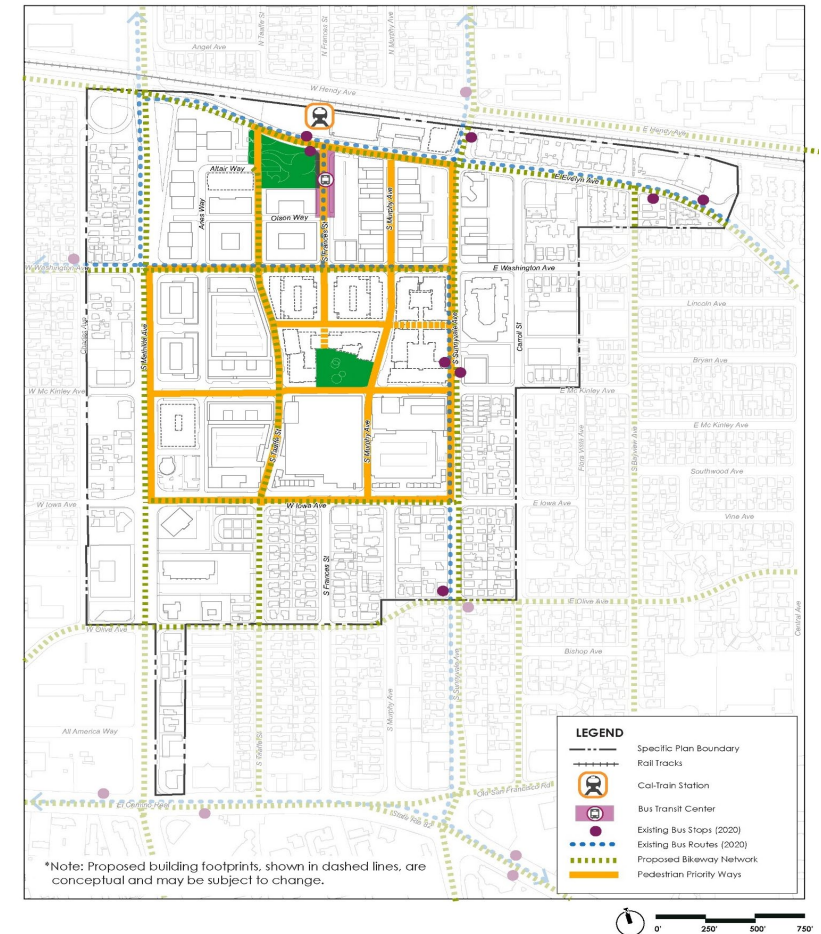 Angel Ave
N Taaffe St
N Frances St
N Murphy Ave
W Hendy Ave
E Hendy Ave
Altair Way
Aries Way
Olson Way
S Frances St
S Murphy Ave
E Evelyn Ave
W Washington Ave
E Washington Ave
Charles Ave
S Mathilda Ave
S Sunnyvale Ave
Carroll St
Lincoln Ave
Bryan Ave
W Mc Kinley Ave
E Mc Kinley Ave
E Mc Kinley Ave
Flora Vista Ave
S Bayview Ave
S Taaffe St
S Murphy Ave
Southwood Ave
W Iowa Ave
W Iowa Ave
E Iowa Ave
Vine Ave
S Frances St
W Olive Ave
E Olive Ave
Central Ave
Bishop Ave
S Murphy Ave
S Sunnyvale Ave
All America Way
S Taaffe St
El Camino Real
Old San Francisco Rd
LEGEND
Specific Plan Boundary
Rail Tracks
Cal-Train Station
Bus Transit Center
Existing Bus Stops (2020)
Existing Bus Routes (2020)
Proposed Bikeway Network
Pedestrian Priority Ways
*Note: Proposed building footprints, shown in dashed lines, are
conceptual and may be subject to change.
0' 250' 500' 750'